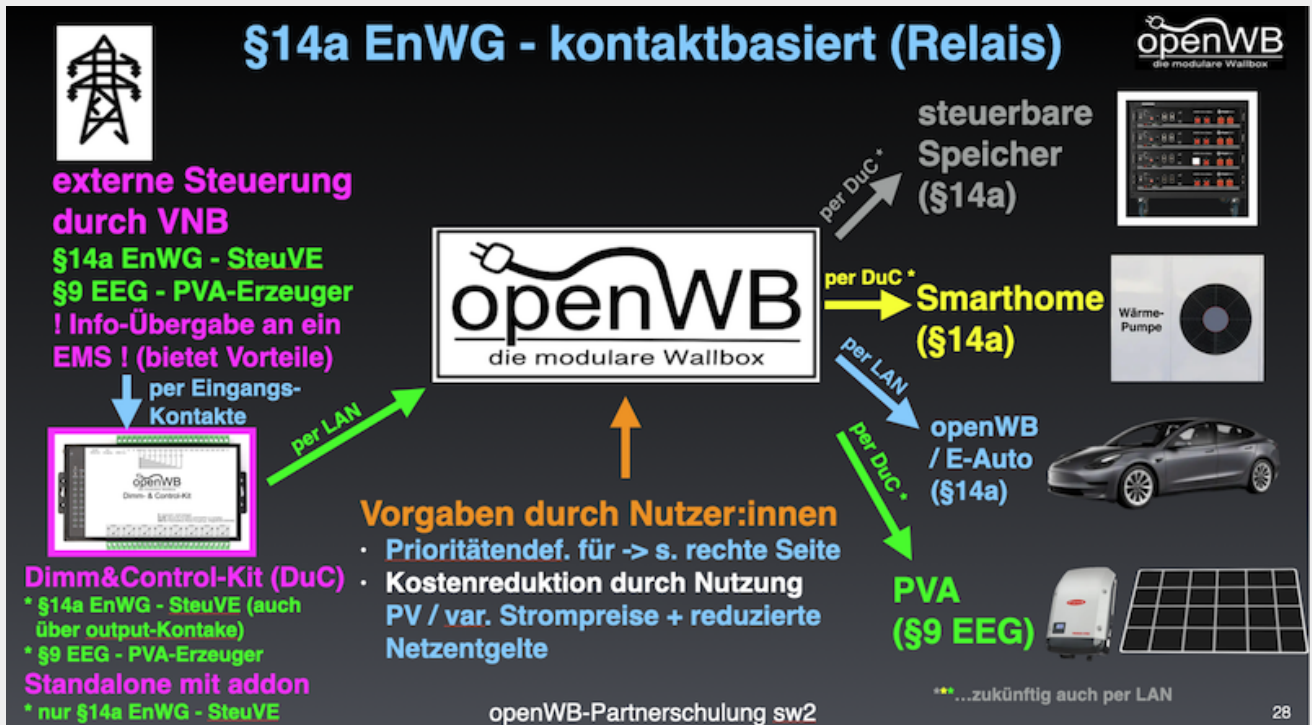 §14a EnWG - kontaktbasiert (Relais)
openWB
die modulare Wallbox
externe Steuerung
durch VNB
§14a EnWG - SteuVE
§9 EEG - PVA-Erzeuger
! Info-Übergabe an ein
EMS ! (bietet Vorteile)
per Eingangs-
Kontakte
openWB
Dimm- & Control-Kit
Dimm&Control-Kit (DuC)
* §14a EnWG - SteuVE (auch
über output-Kontake)
* §9 EEG - PVA-Erzeuger
Standalone mit addon
* nur §14a EnWG - SteuVE
per LAN
openWB
die modulare Wallbox
Vorgaben durch Nutzer:innen
· Prioritätendef. für -> s. rechte Seite
· Kostenreduktion durch Nutzung
PV / var. Strompreise + reduzierte
Netzentgelte
per DuC *
steuerbare
Speicher
(§14a)
per DuC *
Smarthome
(§14a)
Wärme-
Pumpe
per LAN
openWB
/ E-Auto
(§14a)
per DuC *
PVA
(§9 EEG)
***...zukünftig auch per LAN
openWB-Partnerschulung sw2
28